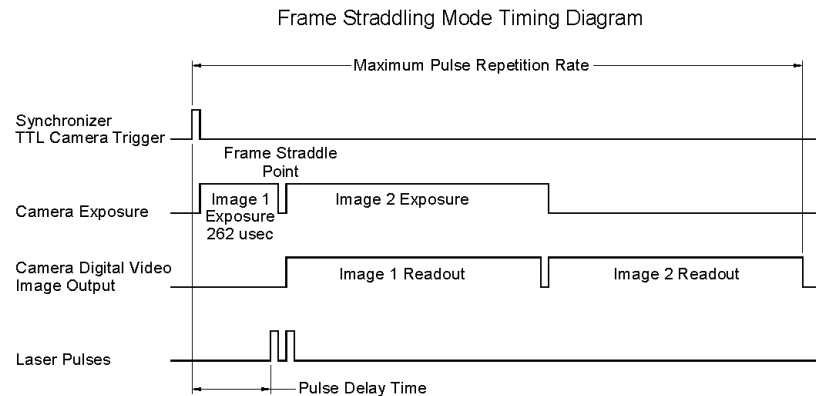 Frame Straddling Mode Timing Diagram
Maximum Pulse Repetition Rate
Synchronizer
TTL Camera Trigger
Frame Straddle
Point
Camera Exposure
Image 1
Exposure
262 usec
Image 2 Exposure
Camera Digital Video
Image Output
Image 1 Readout
Image 2 Readout
Laser Pulses
Pulse Delay Time